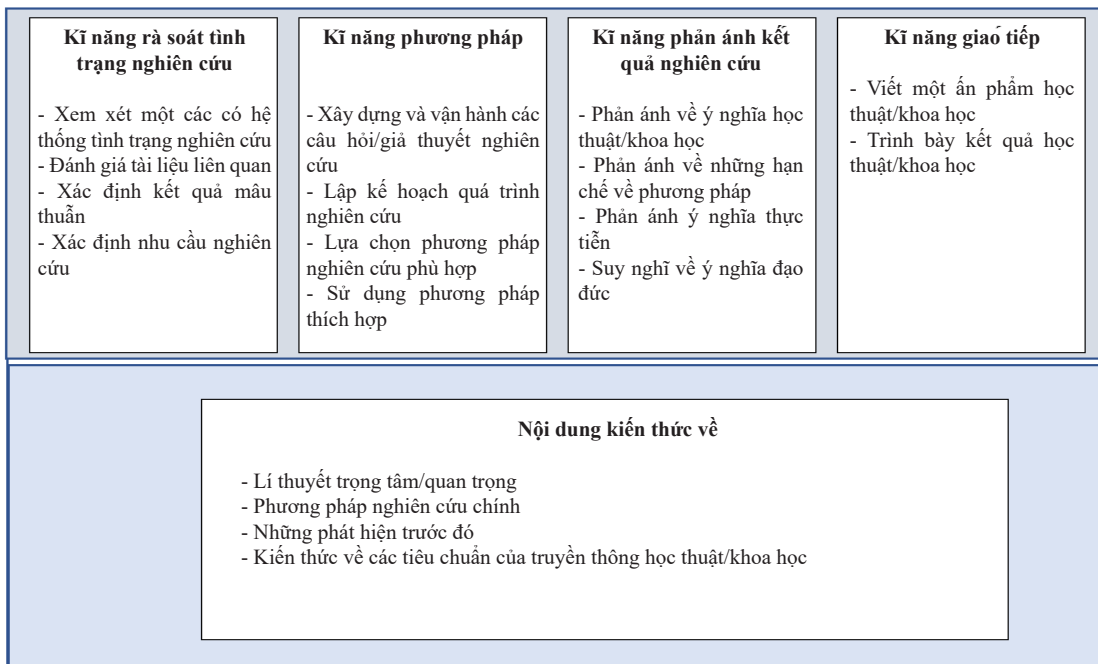 Kĩ năng rà soát tình
trạng nghiên cứu
- Xem xét một các có hệ
thống tình trạng nghiên cứu
- Đánh giá tài liệu liên quan
- Xác định kết quả mâu
thuẫn
- Xác định nhu cầu nghiên
cứu
Kĩ năng phương pháp
- Xây dựng và vận hành các
câu hỏi/giả thuyết nghiên
cứu
- Lập kế hoạch quá trình
nghiên cứu
- Lựa chọn phương pháp
nghiên cứu phù hợp
- Sử dụng phương pháp
thích hợp
Kĩ năng phản ánh kết
quả nghiên cứu
- Phản ánh về ý nghĩa học
thuật/khoa học
- Phản ánh về những hạn
chế về phương pháp
- Phản ánh ý nghĩa thực
tiễn
- Suy nghĩ về ý nghĩa đạo
đức
Kĩ năng giao tiếp
- Viết một ấn phẩm học
thuật/khoa học
- Trình bày kết quả học
thuật/khoa học
Nội dung kiến thức về
- Lí thuyết trọng tâm/quan trọng
- Phương pháp nghiên cứu chính
- Những phát hiện trước đó
- Kiến thức về các tiêu chuẩn của truyền thông học thuật/khoa học